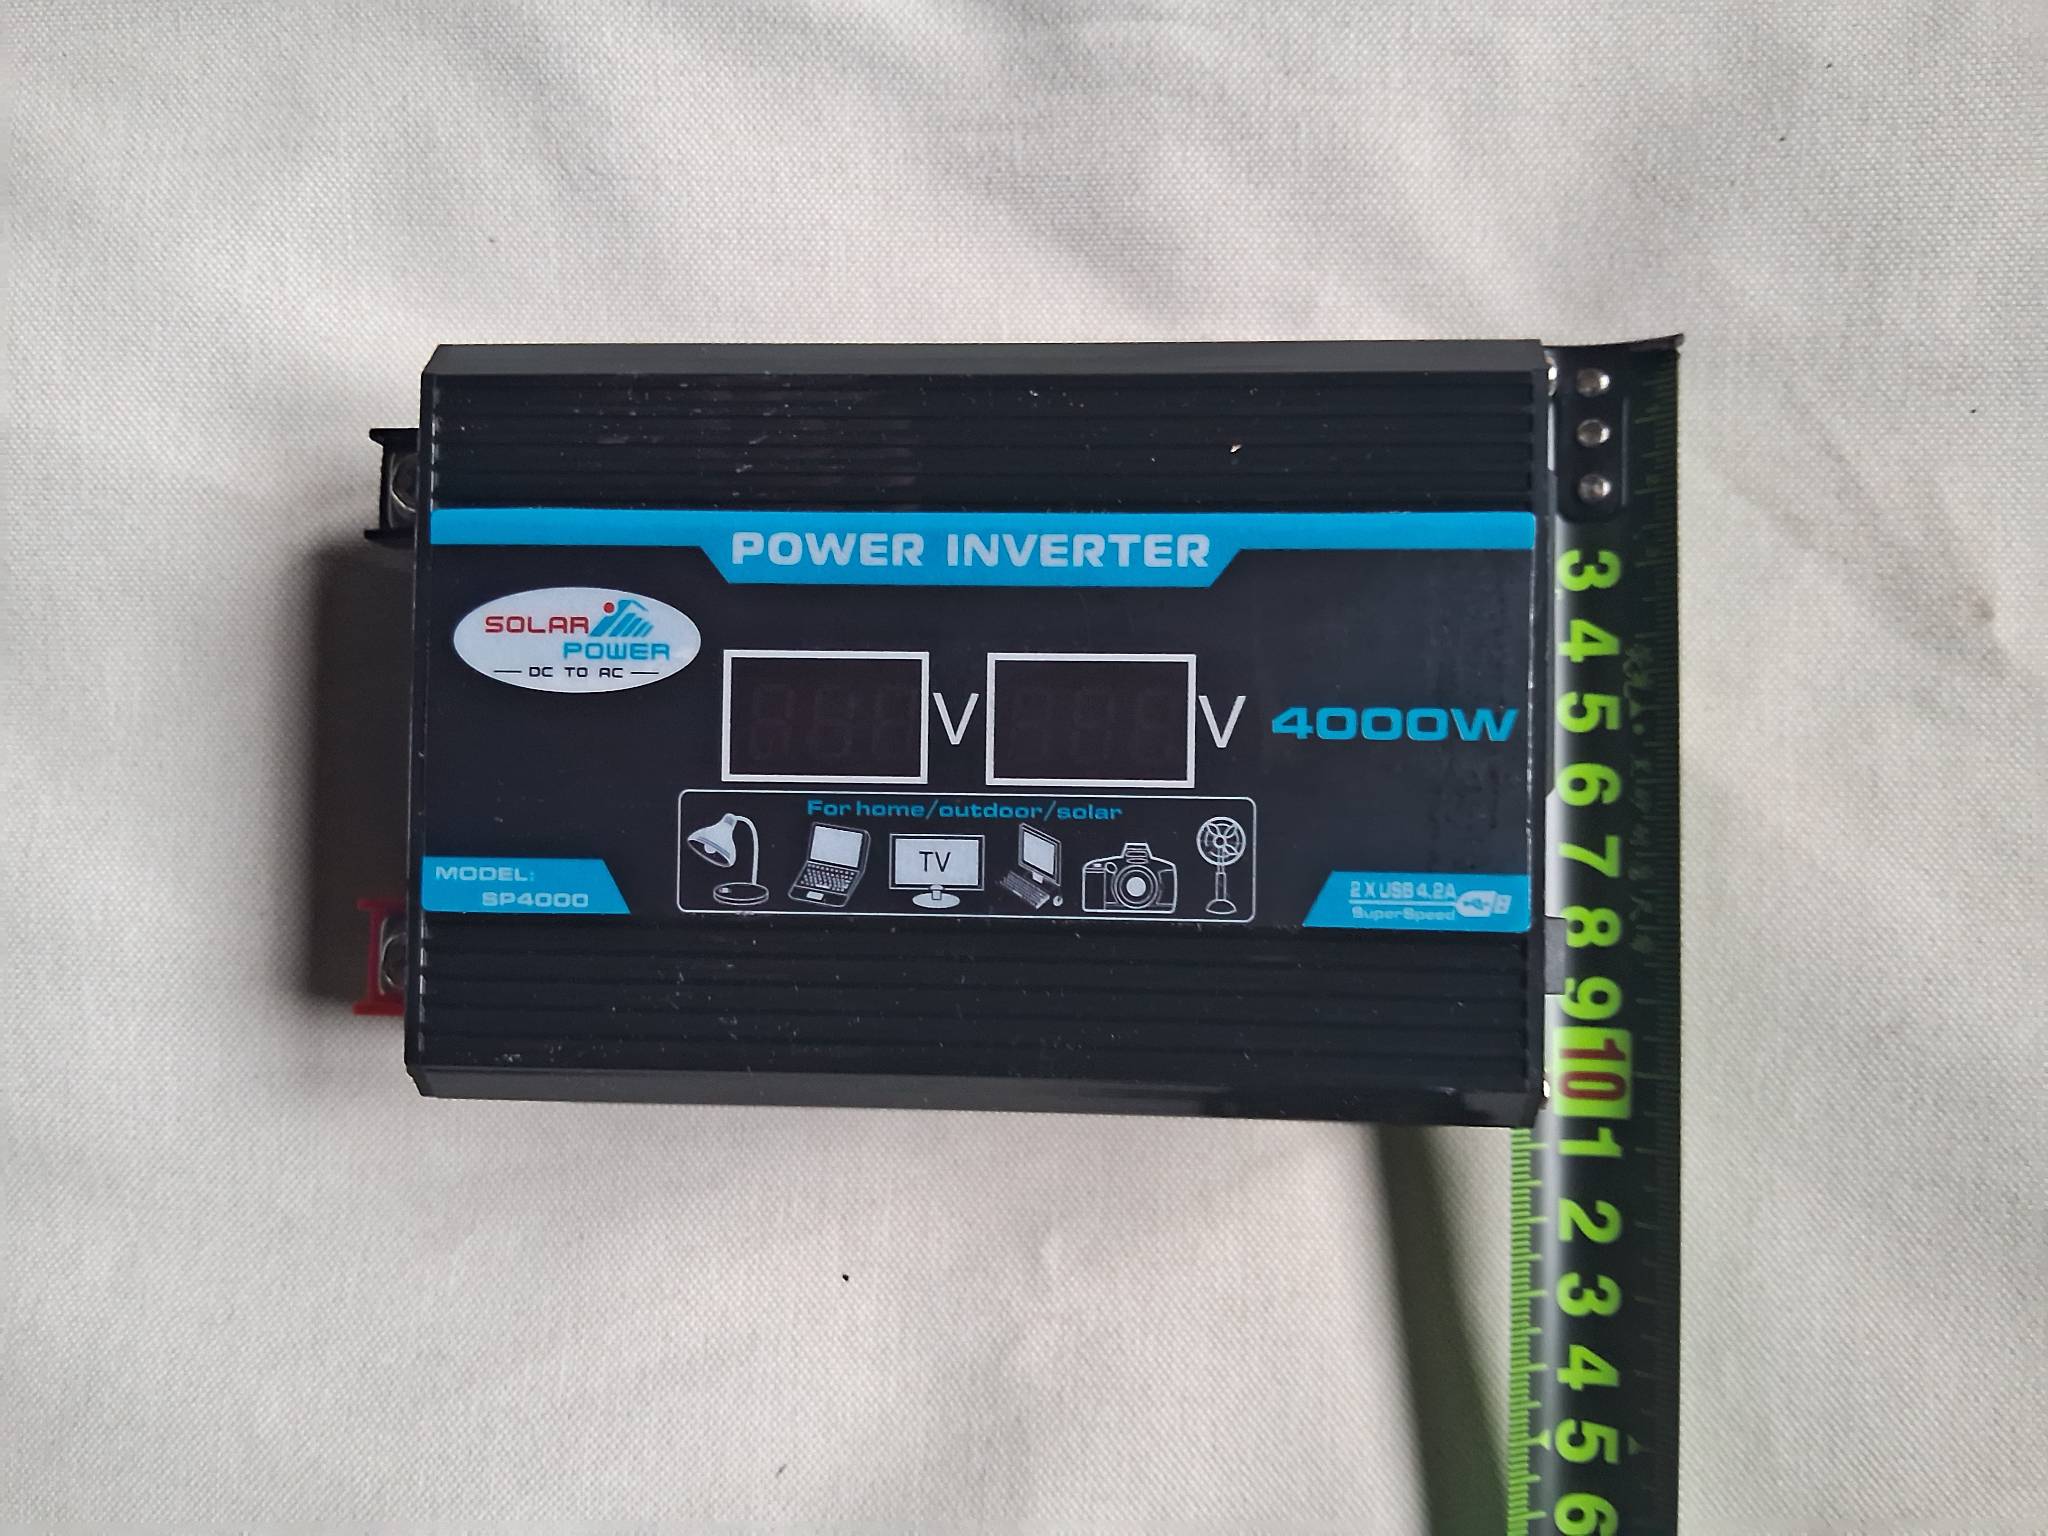 POWER INVERTER
SOLAR
POWER
DC TO AC
V
V
4000W
For home/outdoor/solar
TV
MODEL:
SP4000
2 X USB 4.2A
SuperSpeed
3
4
5
6
7
8
9
10
1
2
3
4
5
6